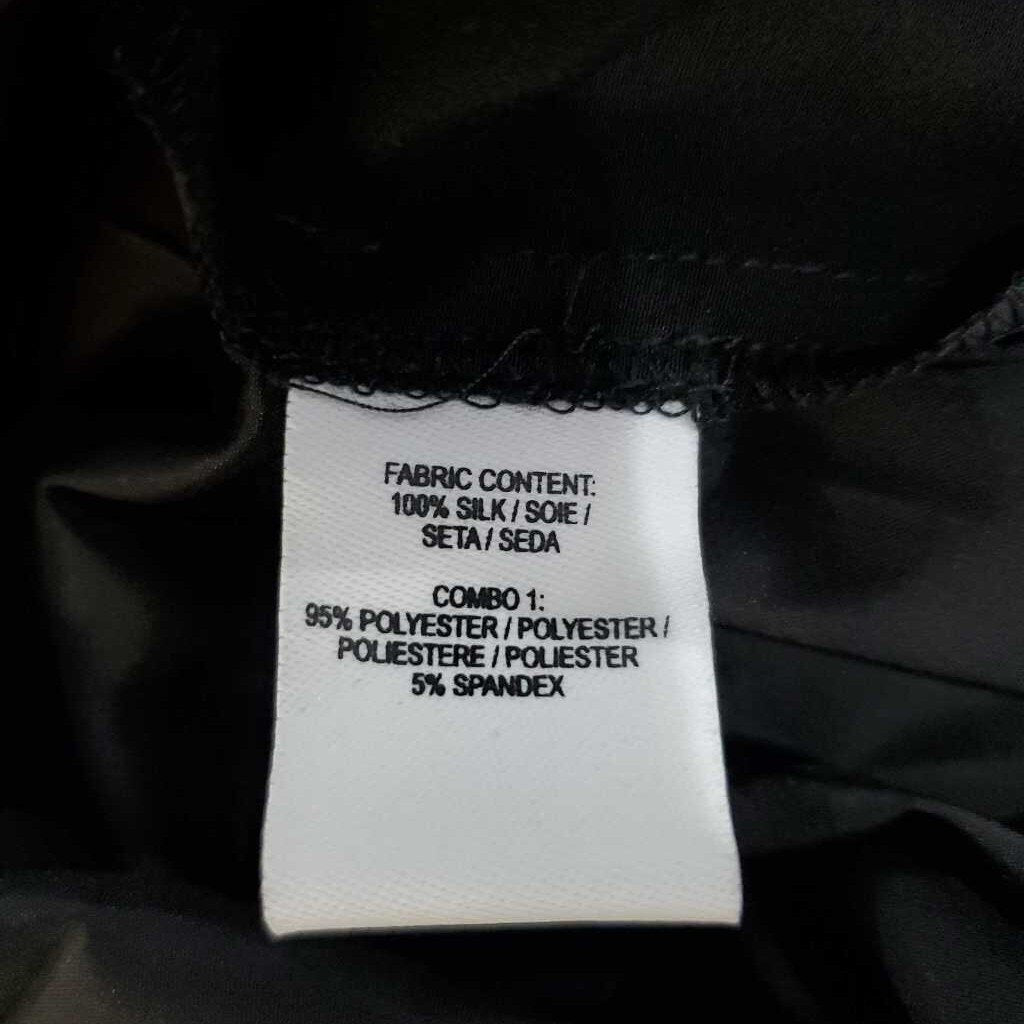 FABRIC CONTENT:
100% SILK / SOIE /
SETA / SEDA
COMBO 1:
95% POLYESTER / POLYESTER /
POLIESTERE / POLIESTER
5% SPANDEX